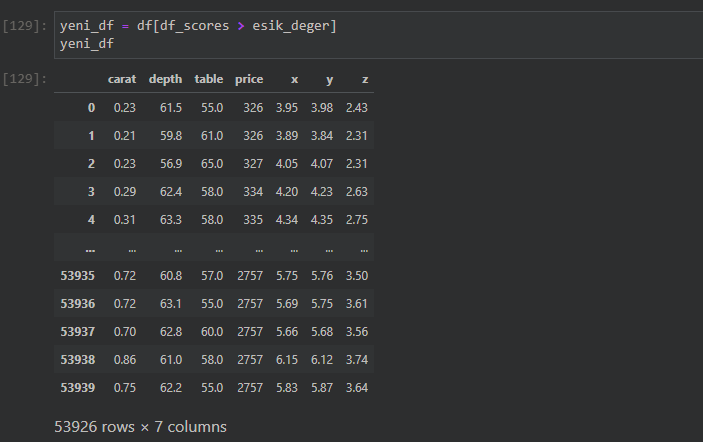 [129]: yeni_df = df[df_scores > esik_deger]
yeni_df
[129]: carat depth table price x y z
0 0.23 61.5 55.0 326 3.95 3.98 2.43
1 0.21 59.8 61.0 326 3.89 3.84 2.31
2 0.23 56.9 65.0 327 4.05 4.07 2.31
3 0.29 62.4 58.0 334 4.20 4.23 2.63
4 0.31 63.3 58.0 335 4.34 4.35 2.75
... ... ... ... ... ... ... ...
53935 0.72 60.8 57.0 2757 5.75 5.76 3.50
53936 0.72 63.1 55.0 2757 5.69 5.75 3.61
53937 0.70 62.8 60.0 2757 5.66 5.68 3.56
53938 0.86 61.0 58.0 2757 6.15 6.12 3.74
53939 0.75 62.2 55.0 2757 5.83 5.87 3.64
53926 rows × 7 columns